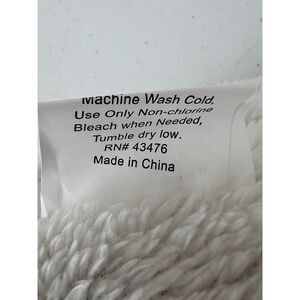 Machine Wash Cold,
Use Only Non-chlorine
Bleach when Needed,
Tumble dry low.
RN# 43476
Made in China